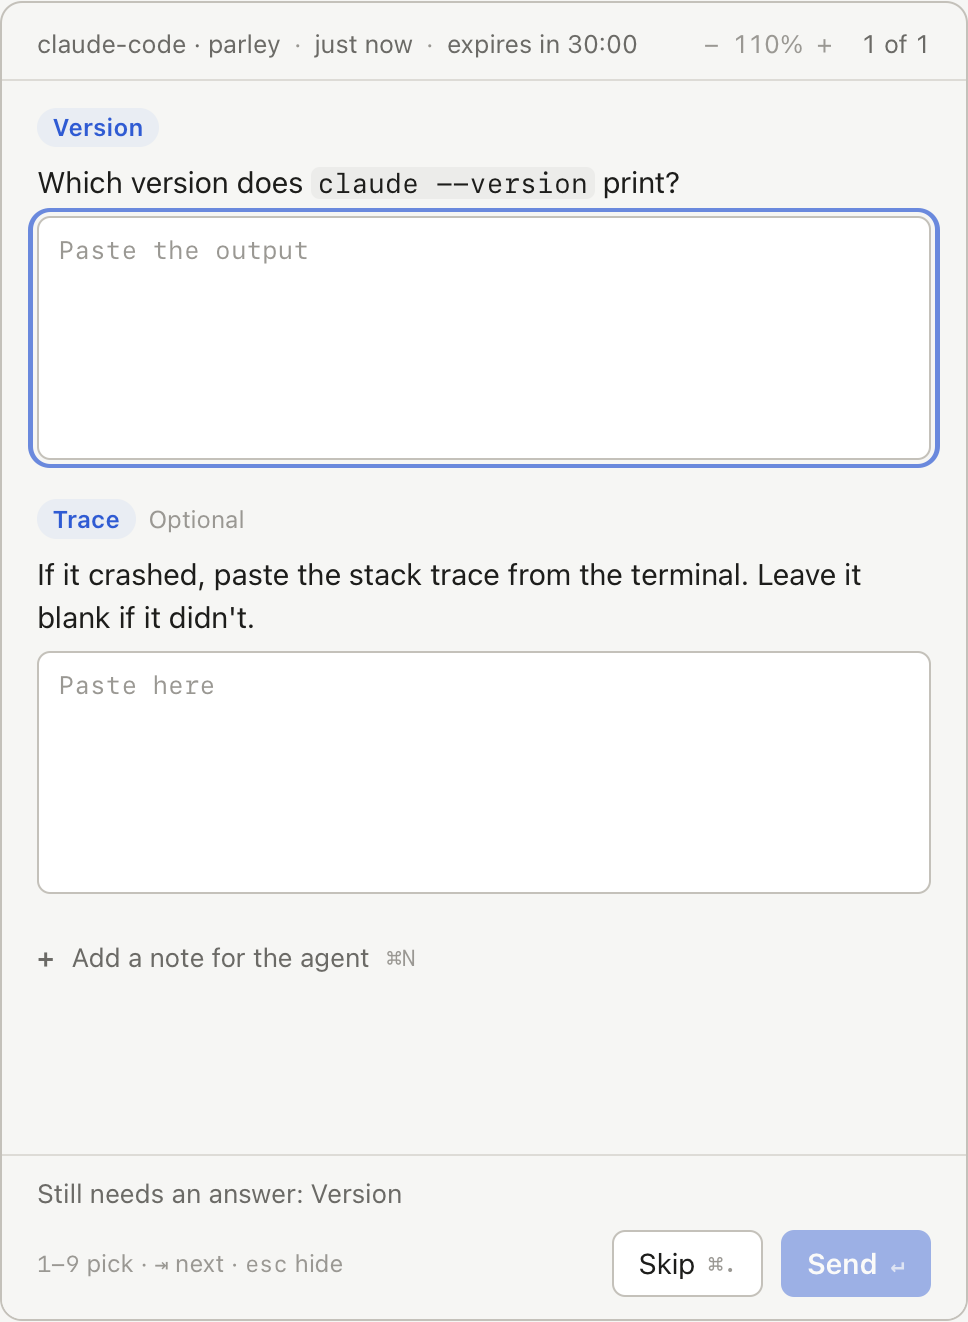 claude-code · parley · just now · expires in 30:00 − 110% + 1 of 1
Version
Which version does claude --version print?
Paste the output
Trace Optional
If it crashed, paste the stack trace from the terminal. Leave it
blank if it didn't.
Paste here
+ Add a note for the agent ⌘N
Still needs an answer: Version
1–9 pick · ⇥ next · esc hide Skip ⌘. Send ↵